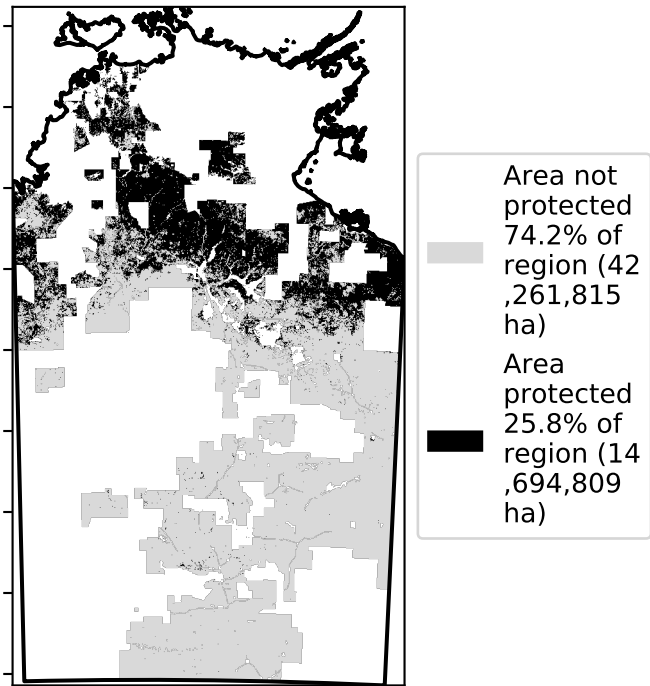 Area not
protected
74.2% of
region (42
,261,815
ha)
Area
protected
25.8% of
region (14
,694,809
ha)